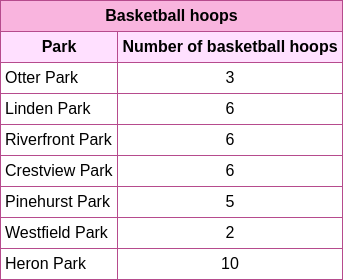 Basketball hoops
Park Number of basketball hoops
Otter Park 3
Linden Park 6
Riverfront Park 6
Crestview Park 6
Pinehurst Park 5
Westfield Park 2
Heron Park 10